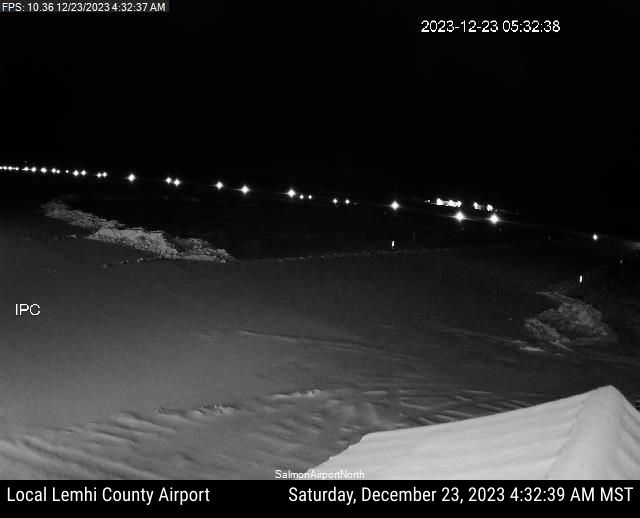 FPS: 10.36 12/23/2023 4:32:37 AM
2023-12-23 05:32:38
IPC
SalmonAirportNorth
Local Lemhi County Airport Saturday, December 23, 2023 4:32:39 AM MST